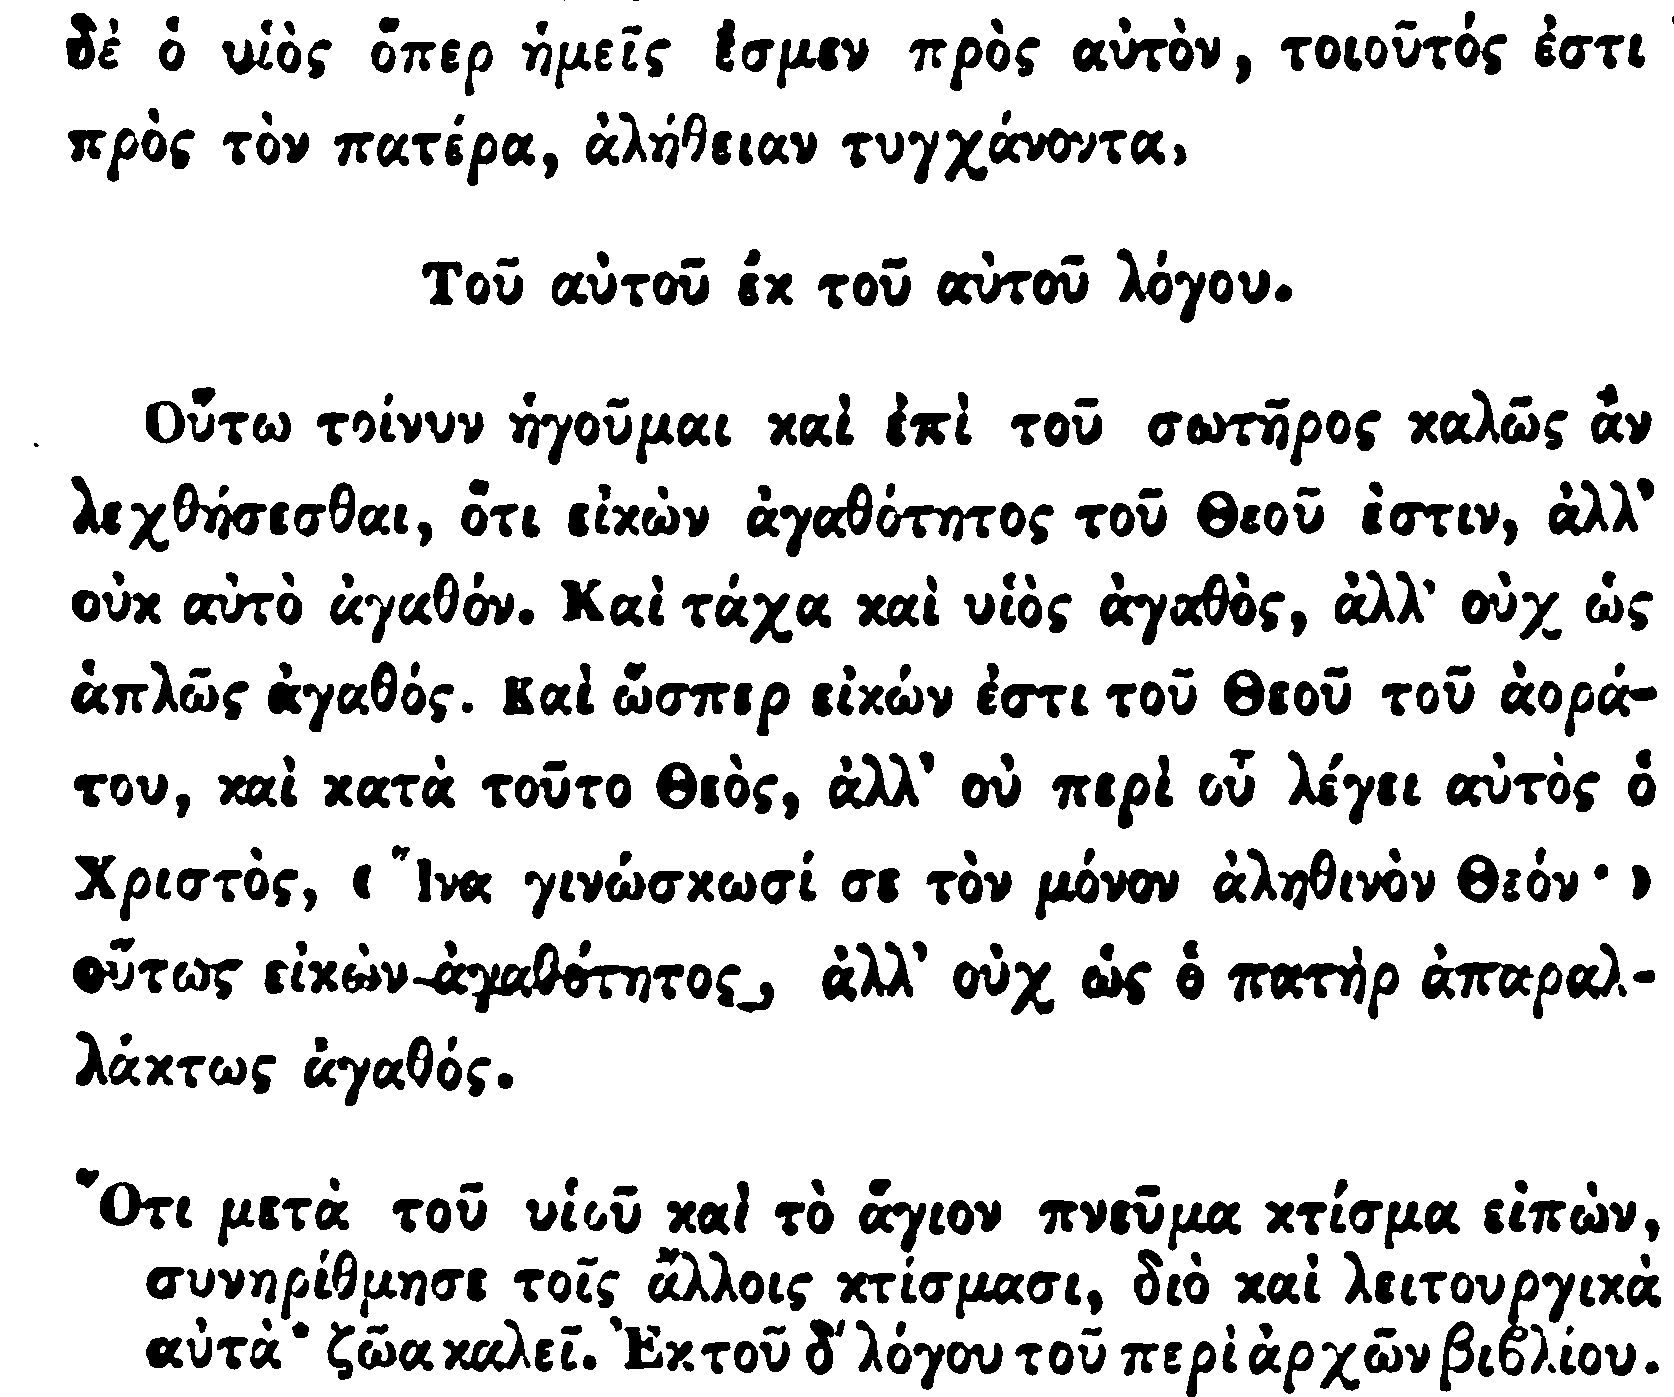 δὲ ὁ υἱὸς ὅπερ ἡμεῖς ἐσμεν πρὸς αὐτὸν, τοιοῦτός ἐστι
πρὸς τὸν πατέρα, ἀλήθειαν τυγχάνοντα,
Τοῦ αὐτοῦ ἐκ τοῦ αὐτοῦ λόγου.
Οὕτω τοίνυν ἡγοῦμαι καὶ ἐπὶ τοῦ σωτῆρος καλῶς ἂν
λεχθήσεσθαι, ὅτι εἰκὼν ἀγαθότητος τοῦ Θεοῦ ἐστιν, ἀλλ'
οὐκ αὐτὸ ἀγαθόν. Καὶ τάχα καὶ υἱὸς ἀγαθὸς, ἀλλ' οὐχ ὡς
ἁπλῶς ἀγαθός. Καὶ ὥσπερ εἰκών ἐστι τοῦ Θεοῦ τοῦ ἀορά-
του, καὶ κατὰ τοῦτο Θεὸς, ἀλλ' οὐ περὶ οὗ λέγει αὐτὸς ὁ
Χριστὸς, ( Ἵνα γινώσκωσί σε τὸν μόνον ἀληθινὸν Θεόν· )
οὕτως εἰκὼν ἀγαθότητος, ἀλλ' οὐχ ὡς ὁ πατὴρ ἀπαραλ-
λάκτως ἀγαθός.
Ὅτι μετὰ τοῦ υἱοῦ καὶ τὸ ἅγιον πνεῦμα κτίσμα εἰπὼν,
συνηρίθμησε τοῖς ἄλλοις κτίσμασι, διὸ καὶ λειτουργικὰ
αὐτὰ· ζῶα καλεῖ. Ἐκ τοῦ δ' λόγου τοῦ περὶ ἀρχῶν βιβλίου.